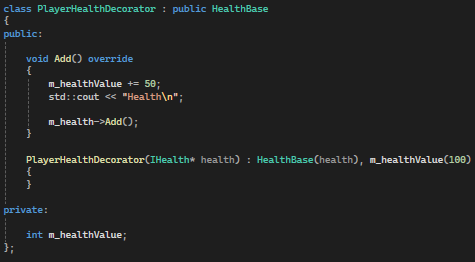 class PlayerHealthDecorator : public HealthBase
{
public:
void Add() override
{
m_healthValue += 50;
std::cout << "Health\n";
m_health->Add();
}
PlayerHealthDecorator(IHealth* health) : HealthBase(health), m_healthValue(100)
{
}
private:
int m_healthValue;
};